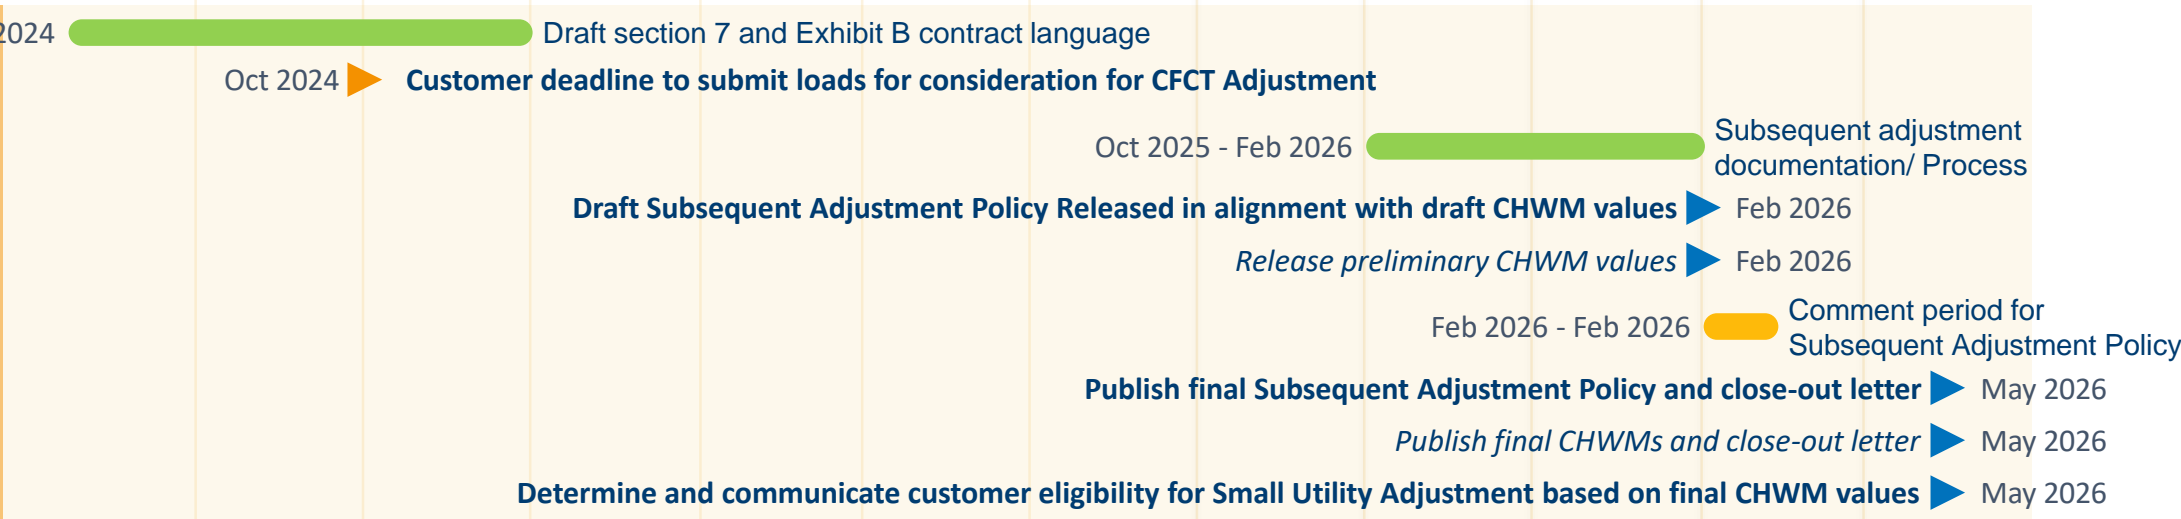 2024 Draft section 7 and Exhibit B contract language
Oct 2024 Customer deadline to submit loads for consideration for CFCT Adjustment
Oct 2025 - Feb 2026 Subsequent adjustment
documentation/ Process
Draft Subsequent Adjustment Policy Released in alignment with draft CHWM values Feb 2026
Release preliminary CHWM values Feb 2026
Feb 2026 - Feb 2026 Comment period for
Subsequent Adjustment Policy
Publish final Subsequent Adjustment Policy and close-out letter May 2026
Publish final CHWMs and close-out letter May 2026
Determine and communicate customer eligibility for Small Utility Adjustment based on final CHWM values May 2026